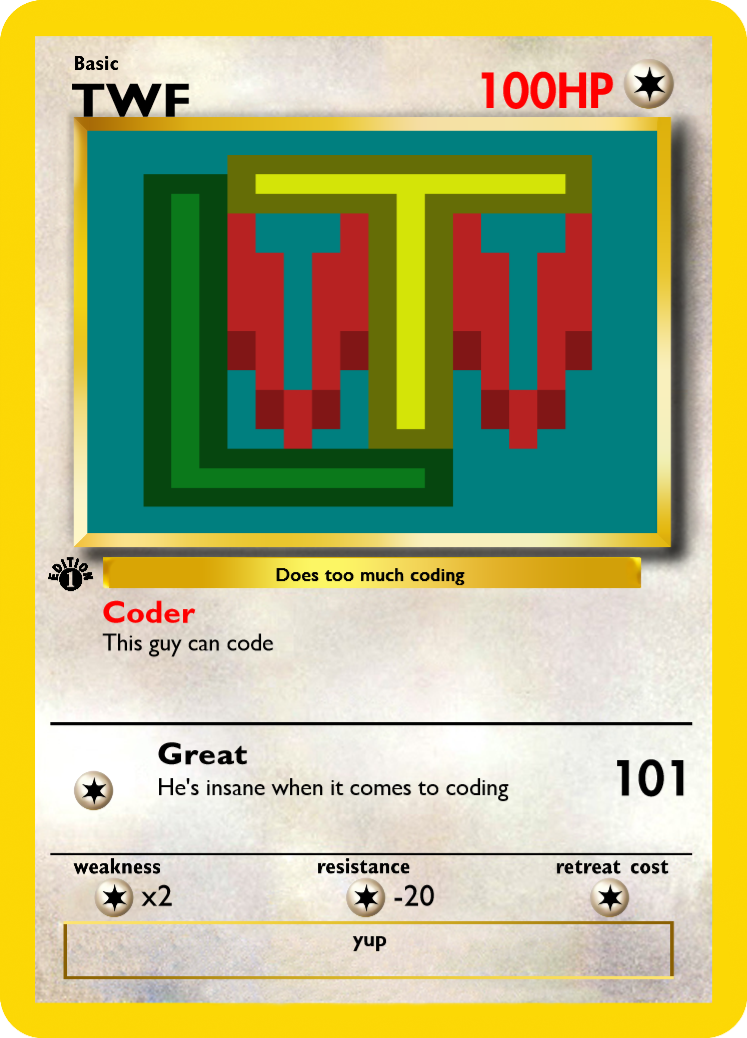 Basic
TWF
100HP
EDITION
1
Does too much coding
Coder
This guy can code
Great
He's insane when it comes to coding
101
weakness
resistance
retreat cost
x2
-20
yup